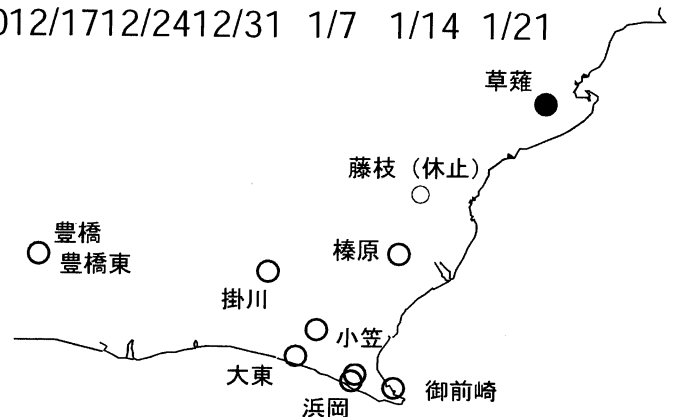 012/1712/2412/31 1/7 1/14 1/21
草薙
藤枝（休止）
豊橋
豊橋東
榛原
掛川
小笠
大東
御前崎
浜岡